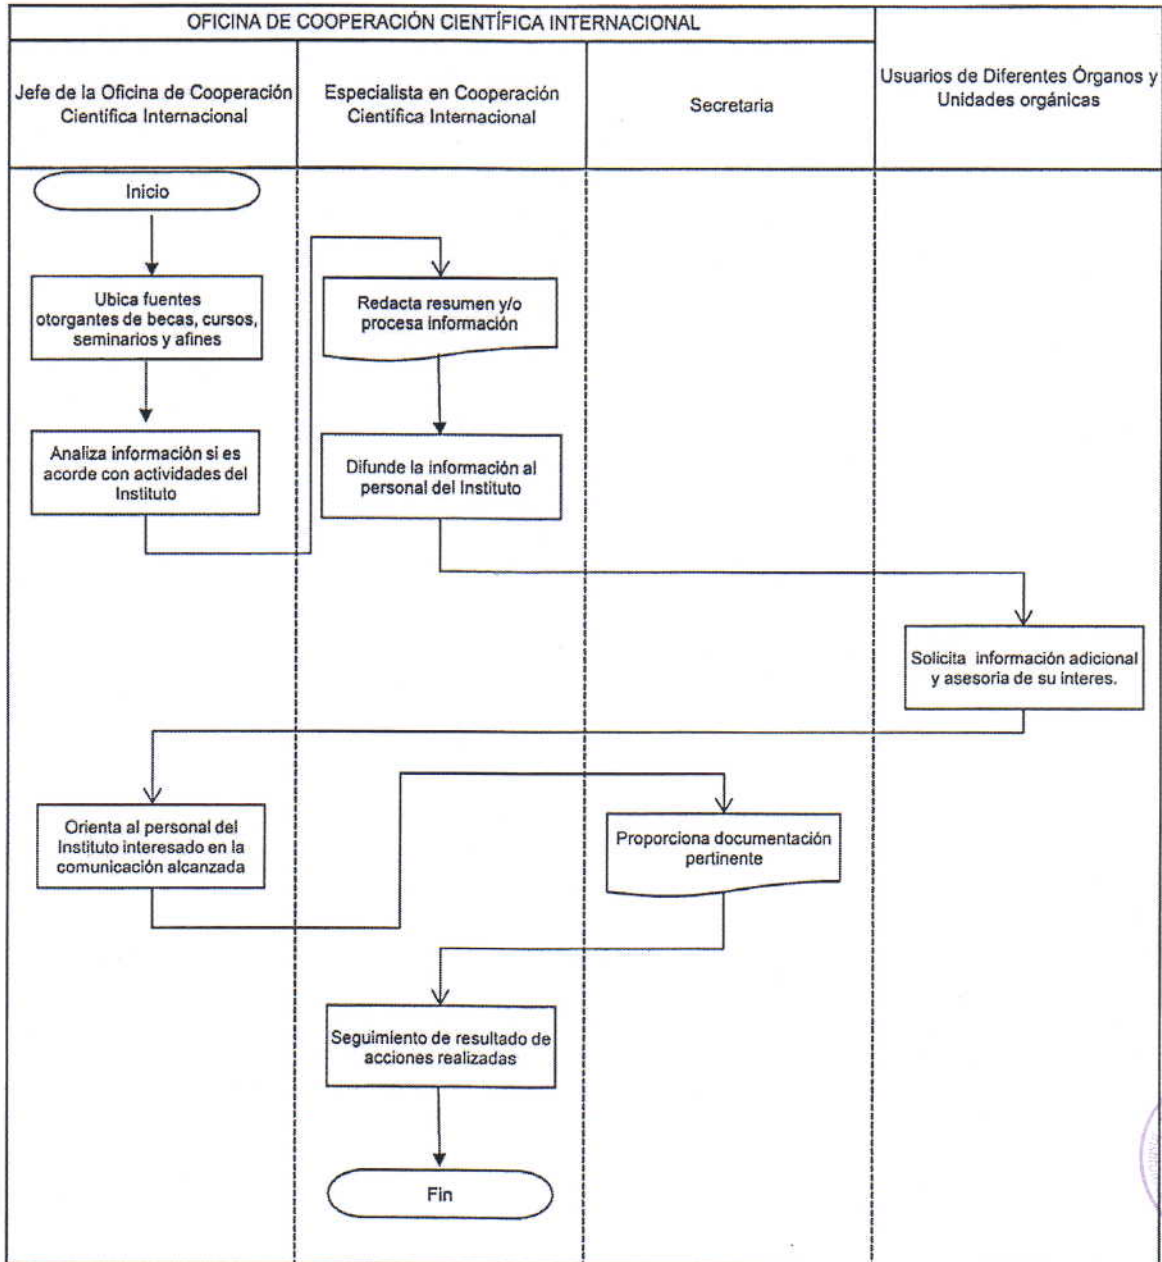 OFICINA DE COOPERACIÓN CIENTÍFICA INTERNACIONAL
Jefe de la Oficina de Cooperación
Científica Internacional
Especialista en Cooperación
Científica Internacional
Secretaria
Usuarios de Diferentes Órganos y
Unidades orgánicas
Inicio
Ubica fuentes
otorgantes de becas, cursos,
seminarios y afines
Redacta resumen y/o
procesa información
Analiza información si es
acorde con actividades del
Instituto
Difunde la información al
personal del Instituto
Solicita información adicional
y asesoria de su interes.
Orienta al personal del
Instituto interesado en la
comunicación alcanzada
Proporciona documentación
pertinente
Seguimiento de resultado de
acciones realizadas
Fin